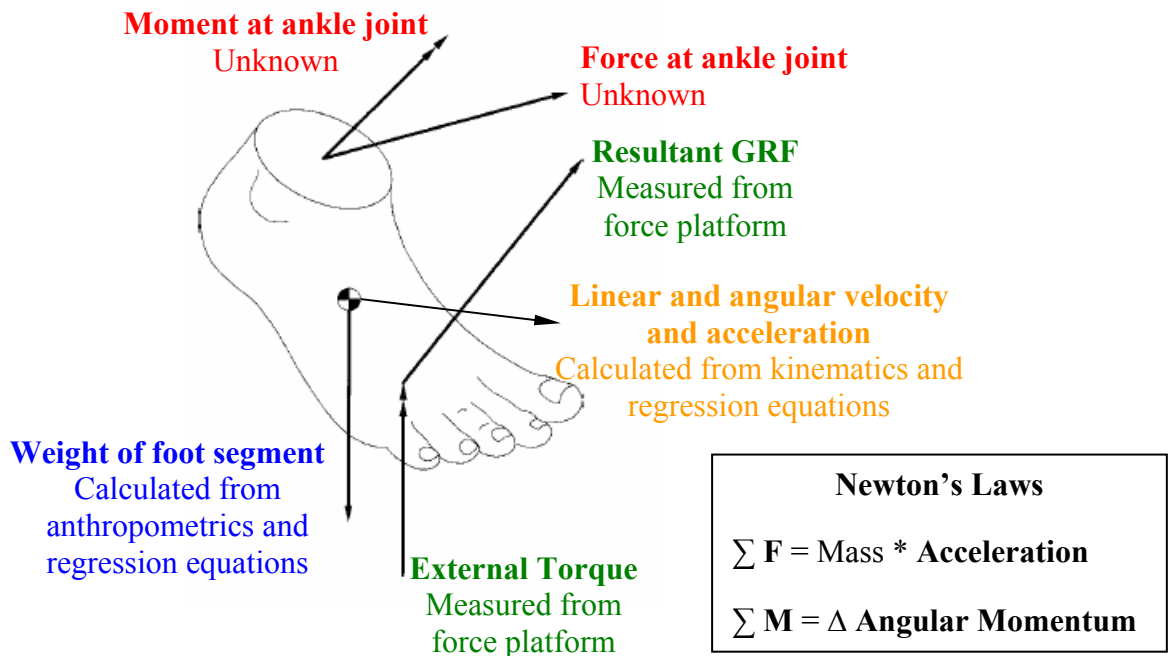 Moment at ankle joint
Unknown
Force at ankle joint
Unknown
Resultant GRF
Measured from
force platform
Linear and angular velocity
and acceleration
Calculated from kinematics and
regression equations
Weight of foot segment
Calculated from
anthropometrics and
regression equations
External Torque
Measured from
force platform
Newton’s Laws
∑ F = Mass * Acceleration
∑ M = Δ Angular Momentum